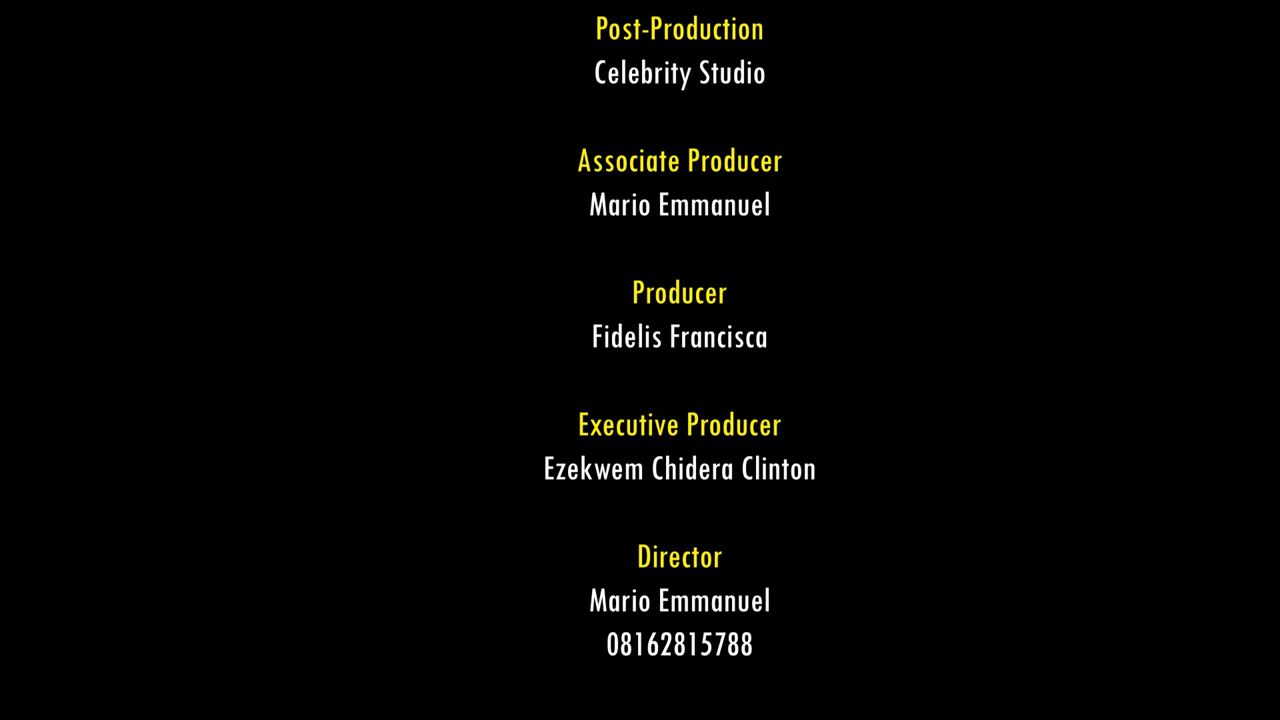 Post-Production
Celebrity Studio
Associate Producer
Mario Emmanuel
Producer
Fidelis Francisca
Executive Producer
Ezekwem Chidera Clinton
Director
Mario Emmanuel
08162815788